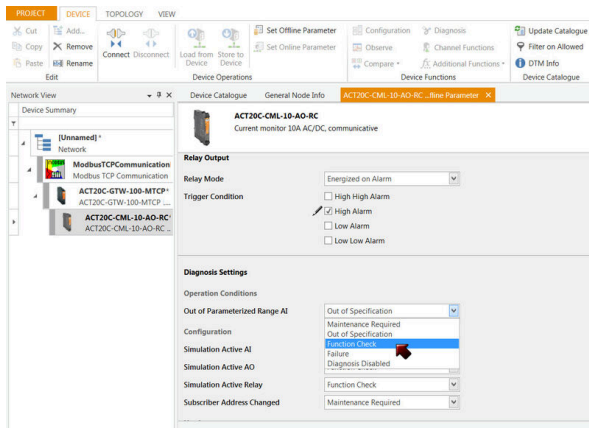 PROJECT DEVICE TOPOLOGY VIEW
Cut Add... Set Offline Parameter Configuration Diagnosis Update Catalogue
Copy Remove Connect Disconnect Load from Device Store to Device Set Online Parameter Observe Channel Functions Filter on Allowed
Paste Rename Compare Additional Functions DTM Info
Edit Device Operations Device Functions Device Catalogue
Network View Device Catalogue General Node Info ACT20C-CML-10-AO-RC ...ffline Parameter
Device Summary
ACT20C-CML-10-AO-RC
Current monitor 10A AC/DC, communicative
[Unnamed]*
Network
ModbusTCPCommunication
Modbus TCP Communication
ACT20C-GTW-100-MTCP*
ACT20C-GTW-100-MTCP ....
ACT20C-CML-10-AO-RC*
ACT20C-CML-10-AO-RC ...
Relay Output
Relay Mode Energized on Alarm
Trigger Condition High High Alarm
High Alarm
Low Alarm
Low Low Alarm
Diagnosis Settings
Operation Conditions
Out of Parameterized Range AI Out of Specification
Maintenance Required
Configuration Out of Specification
Function Check
Simulation Active AI Failure
Simulation Active AO Diagnosis Disabled
Simulation Active Relay Function Check
Subscriber Address Changed Maintenance Required